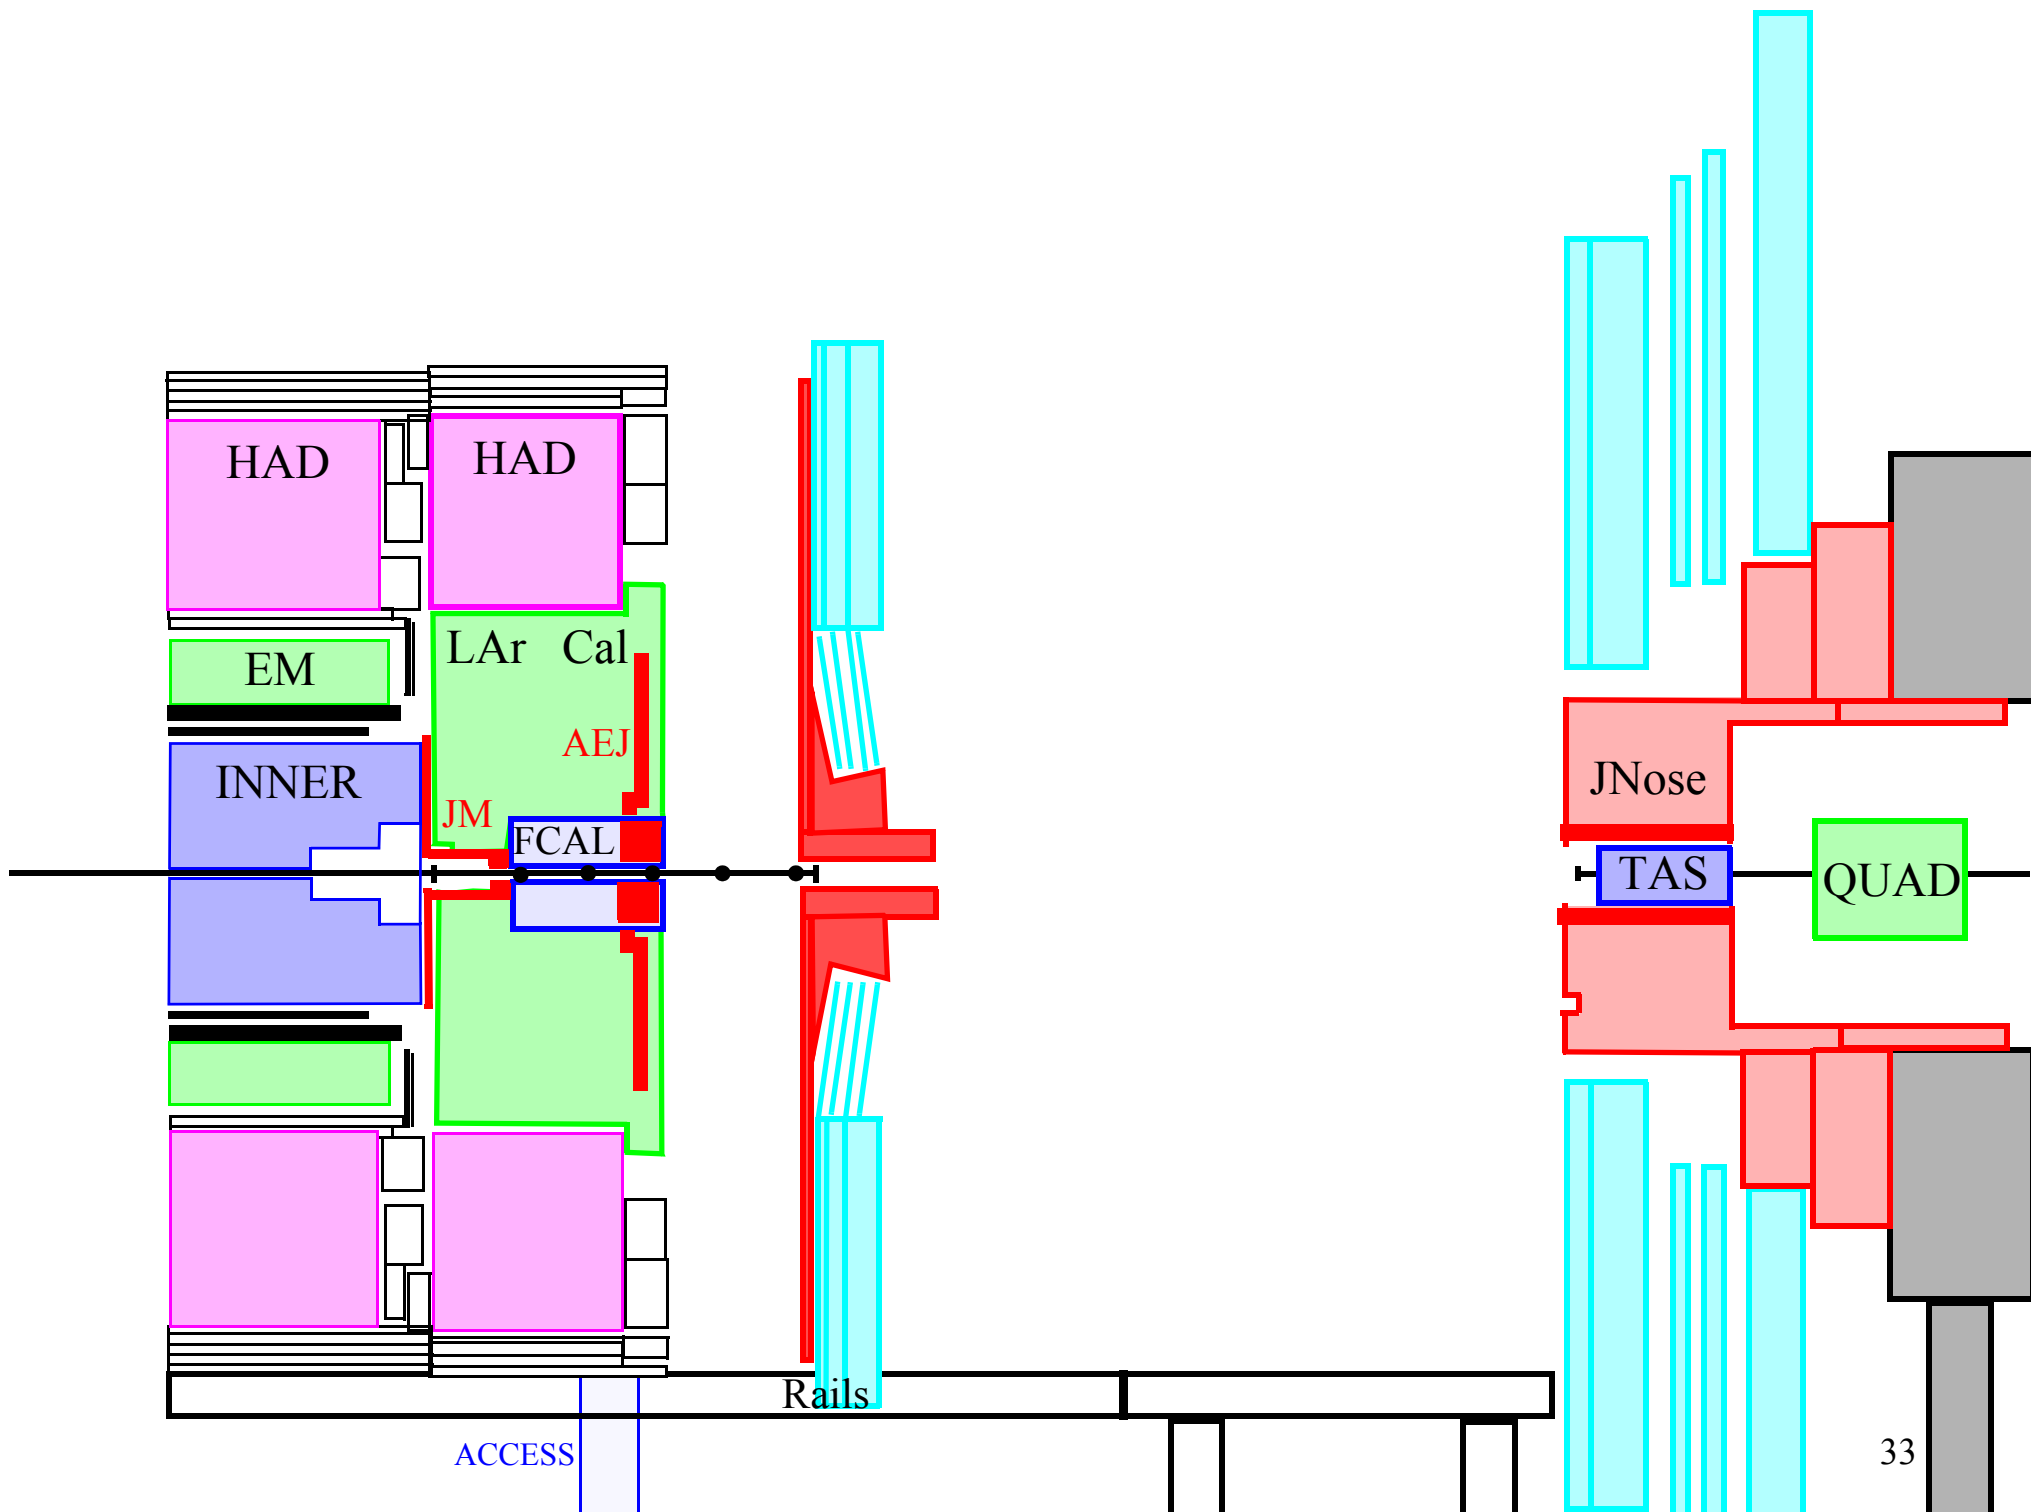 HAD
HAD
LAr Cal
EM
AEJ
INNER
JM
FCAL
JNose
TAS
QUAD
Rails
ACCESS
33